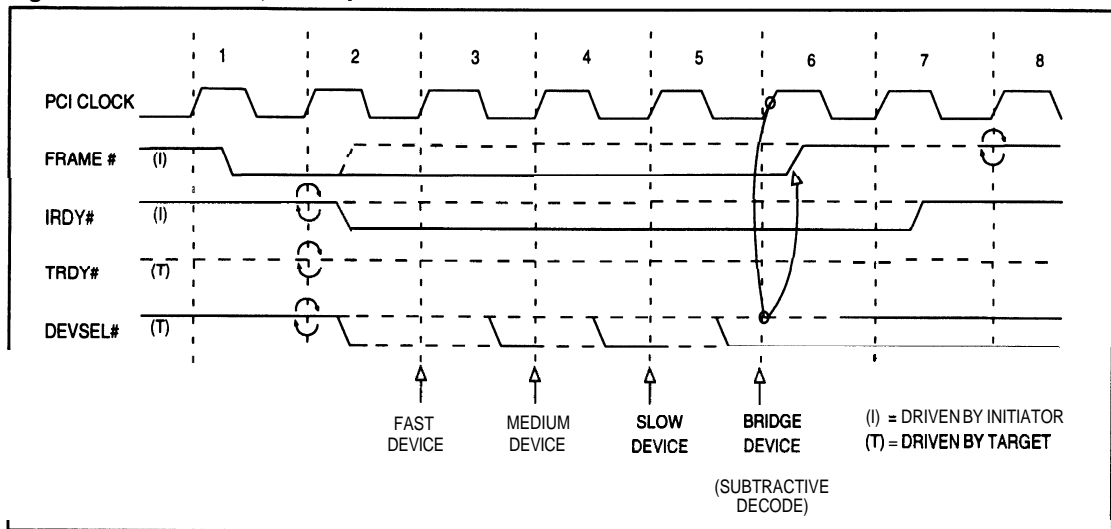 1 2 3 4 5 6 7 8
PCI CLOCK
FRAME # (I)
IRDY# (I)
TRDY# (T)
DEVSEL# (T)
FAST
DEVICE
MEDIUM
DEVICE
SLOW
DEVICE
BRIDGE
DEVICE
(SUBTRACTIVE
DECODE)
(I) = DRIVEN BY INITIATOR
(T) = DRIVEN BY TARGET